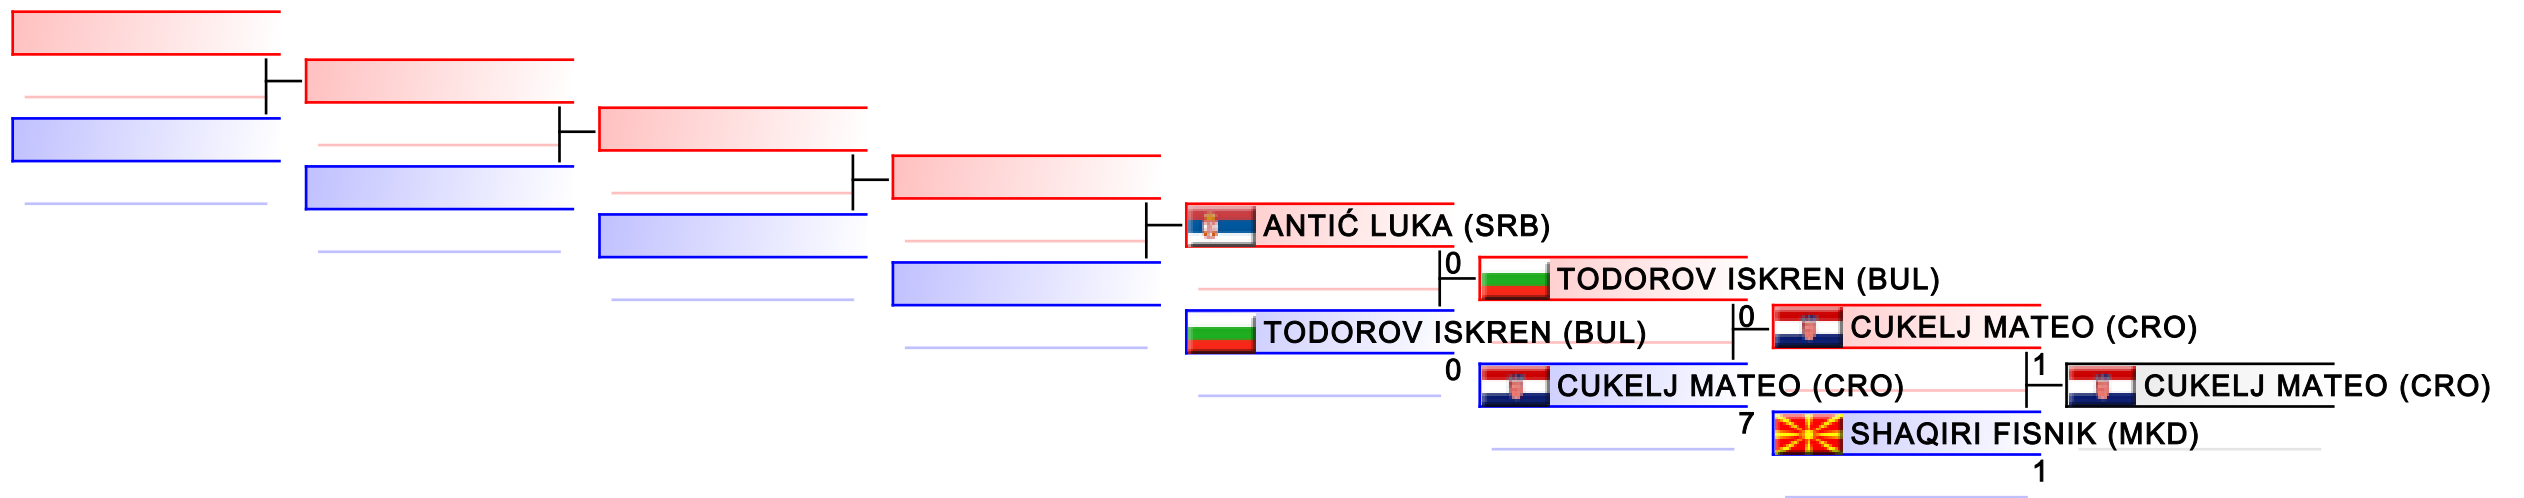 ANTIĆ LUKA (SRB)
0
TODOROV ISKREN (BUL)
TODOROV ISKREN (BUL)
0
0
CUKELJ MATEO (CRO)
CUKELJ MATEO (CRO)
7
1
CUKELJ MATEO (CRO)
SHAQIRI FISNIK (MKD)
1